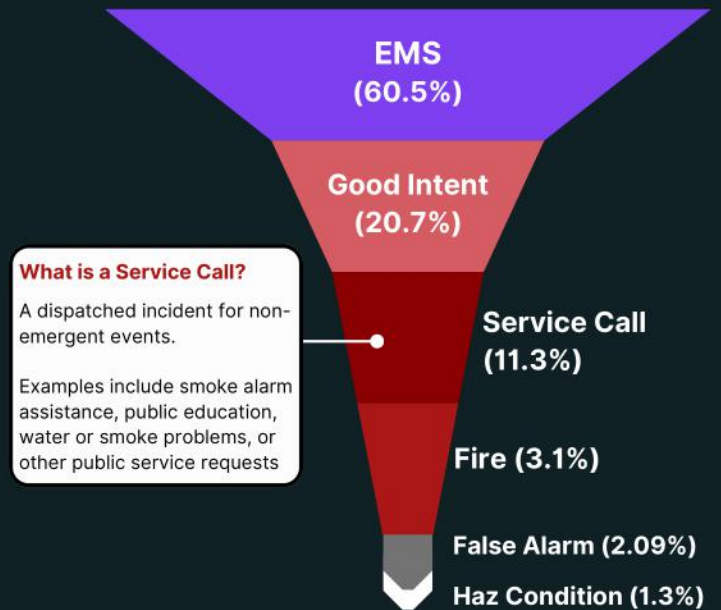 EMS
(60.5%)
Good Intent
(20.7%)
What is a Service Call?
A dispatched incident for non-
emergent events.
Examples include smoke alarm
assistance, public education,
water or smoke problems, or
other public service requests
Service Call
(11.3%)
Fire (3.1%)
False Alarm (2.09%)
Haz Condition (1.3%)